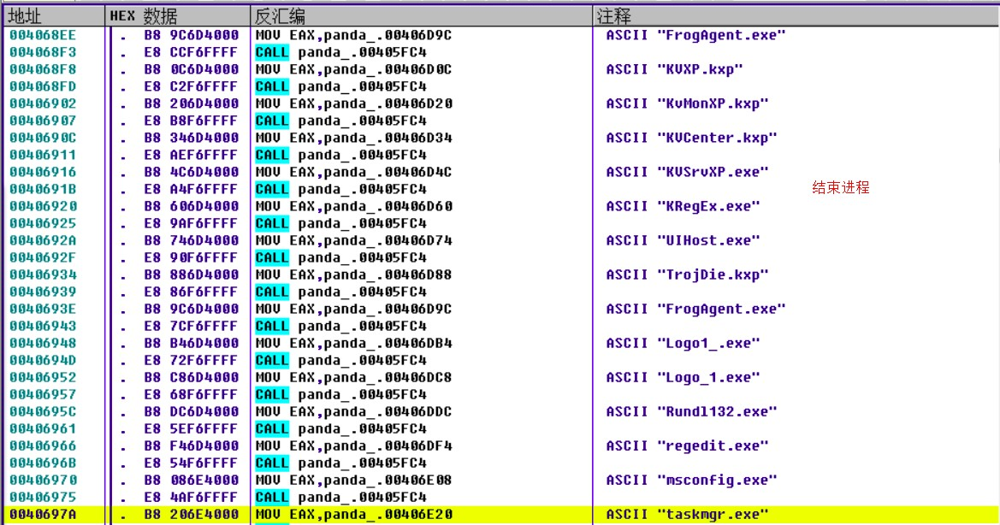 地址 HEX 数据 反汇编 注释
004068EE . B8 9C6D4000 MOV EAX,panda_.00406D9C ASCII "FrogAgent.exe"
004068F3 . E8 CCF6FFFF CALL panda_.00405FC4
004068F8 . B8 0C6D4000 MOV EAX,panda_.00406D0C ASCII "KVXP.kxp"
004068FD . E8 C2F6FFFF CALL panda_.00405FC4
00406902 . B8 206D4000 MOV EAX,panda_.00406D20 ASCII "KvMonXP.kxp"
00406907 . E8 B8F6FFFF CALL panda_.00405FC4
0040690C . B8 346D4000 MOV EAX,panda_.00406D34 ASCII "KVCenter.kxp"
00406911 . E8 AEF6FFFF CALL panda_.00405FC4
00406916 . B8 4C6D4000 MOV EAX,panda_.00406D4C ASCII "KVSrvXP.exe"
0040691B . E8 A4F6FFFF CALL panda_.00405FC4 结束进程
00406920 . B8 606D4000 MOV EAX,panda_.00406D60 ASCII "KRegEx.exe"
00406925 . E8 9AF6FFFF CALL panda_.00405FC4
0040692A . B8 746D4000 MOV EAX,panda_.00406D74 ASCII "UIHost.exe"
0040692F . E8 90F6FFFF CALL panda_.00405FC4
00406934 . B8 886D4000 MOV EAX,panda_.00406D88 ASCII "TrojDie.kxp"
00406939 . E8 86F6FFFF CALL panda_.00405FC4
0040693E . B8 9C6D4000 MOV EAX,panda_.00406D9C ASCII "FrogAgent.exe"
00406943 . E8 7CF6FFFF CALL panda_.00405FC4
00406948 . B8 B46D4000 MOV EAX,panda_.00406DB4 ASCII "Logo1_.exe"
0040694D . E8 72F6FFFF CALL panda_.00405FC4
00406952 . B8 C86D4000 MOV EAX,panda_.00406DC8 ASCII "Logo_1.exe"
00406957 . E8 68F6FFFF CALL panda_.00405FC4
0040695C . B8 DC6D4000 MOV EAX,panda_.00406DDC ASCII "Rundl132.exe"
00406961 . E8 5EF6FFFF CALL panda_.00405FC4
00406966 . B8 F46D4000 MOV EAX,panda_.00406DF4 ASCII "regedit.exe"
0040696B . E8 54F6FFFF CALL panda_.00405FC4
00406970 . B8 086E4000 MOV EAX,panda_.00406E08 ASCII "msconfig.exe"
00406975 . E8 4AF6FFFF CALL panda_.00405FC4
0040697A . B8 206E4000 MOV EAX,panda_.00406E20 ASCII "taskmgr.exe"